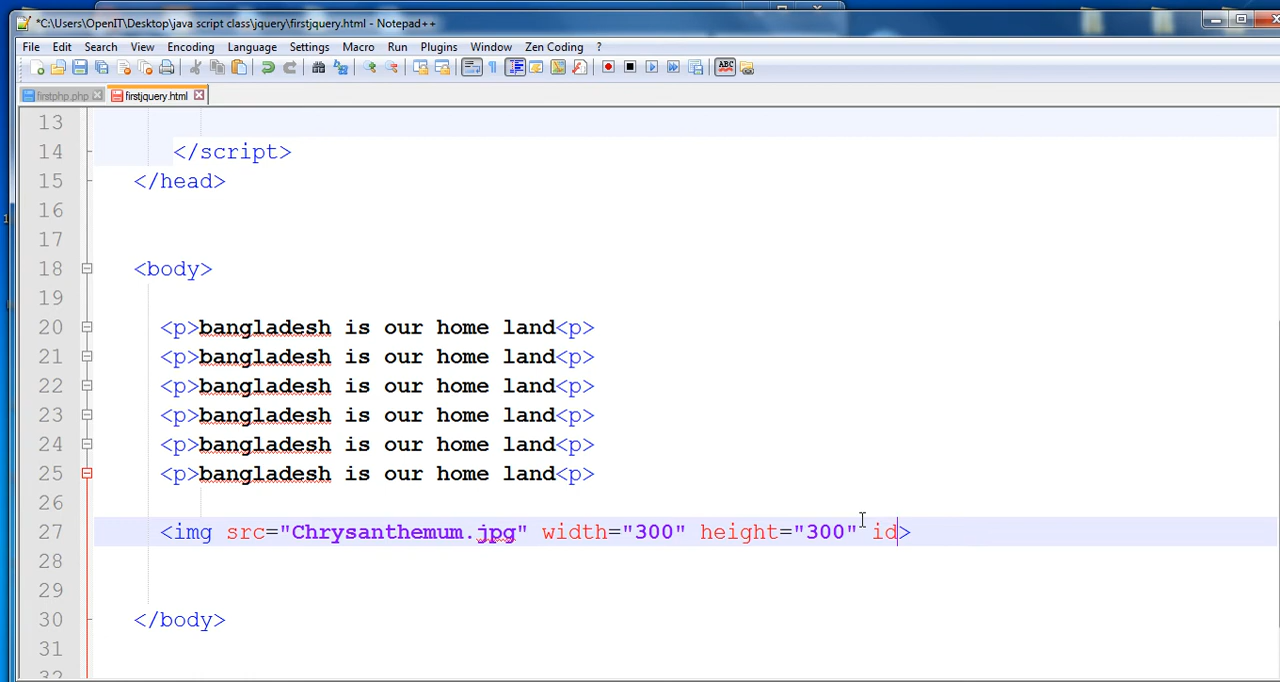 *C:\Users\OpenIT\Desktop\java script class\jquery\firstjquery.html - Notepad++
File Edit Search View Encoding Language Settings Macro Run Plugins Window Zen Coding ?
ABC
firstphp.php firstjquery.html
13
14 </script>
15 </head>
16
17
18 <body>
19
20 <p>bangladesh is our home land<p>
21 <p>bangladesh is our home land<p>
22 <p>bangladesh is our home land<p>
23 <p>bangladesh is our home land<p>
24 <p>bangladesh is our home land<p>
25 <p>bangladesh is our home land<p>
26
27 <img src="Chrysanthemum.jpg" width="300" height="300" id>
28
29
30 </body>
31
32